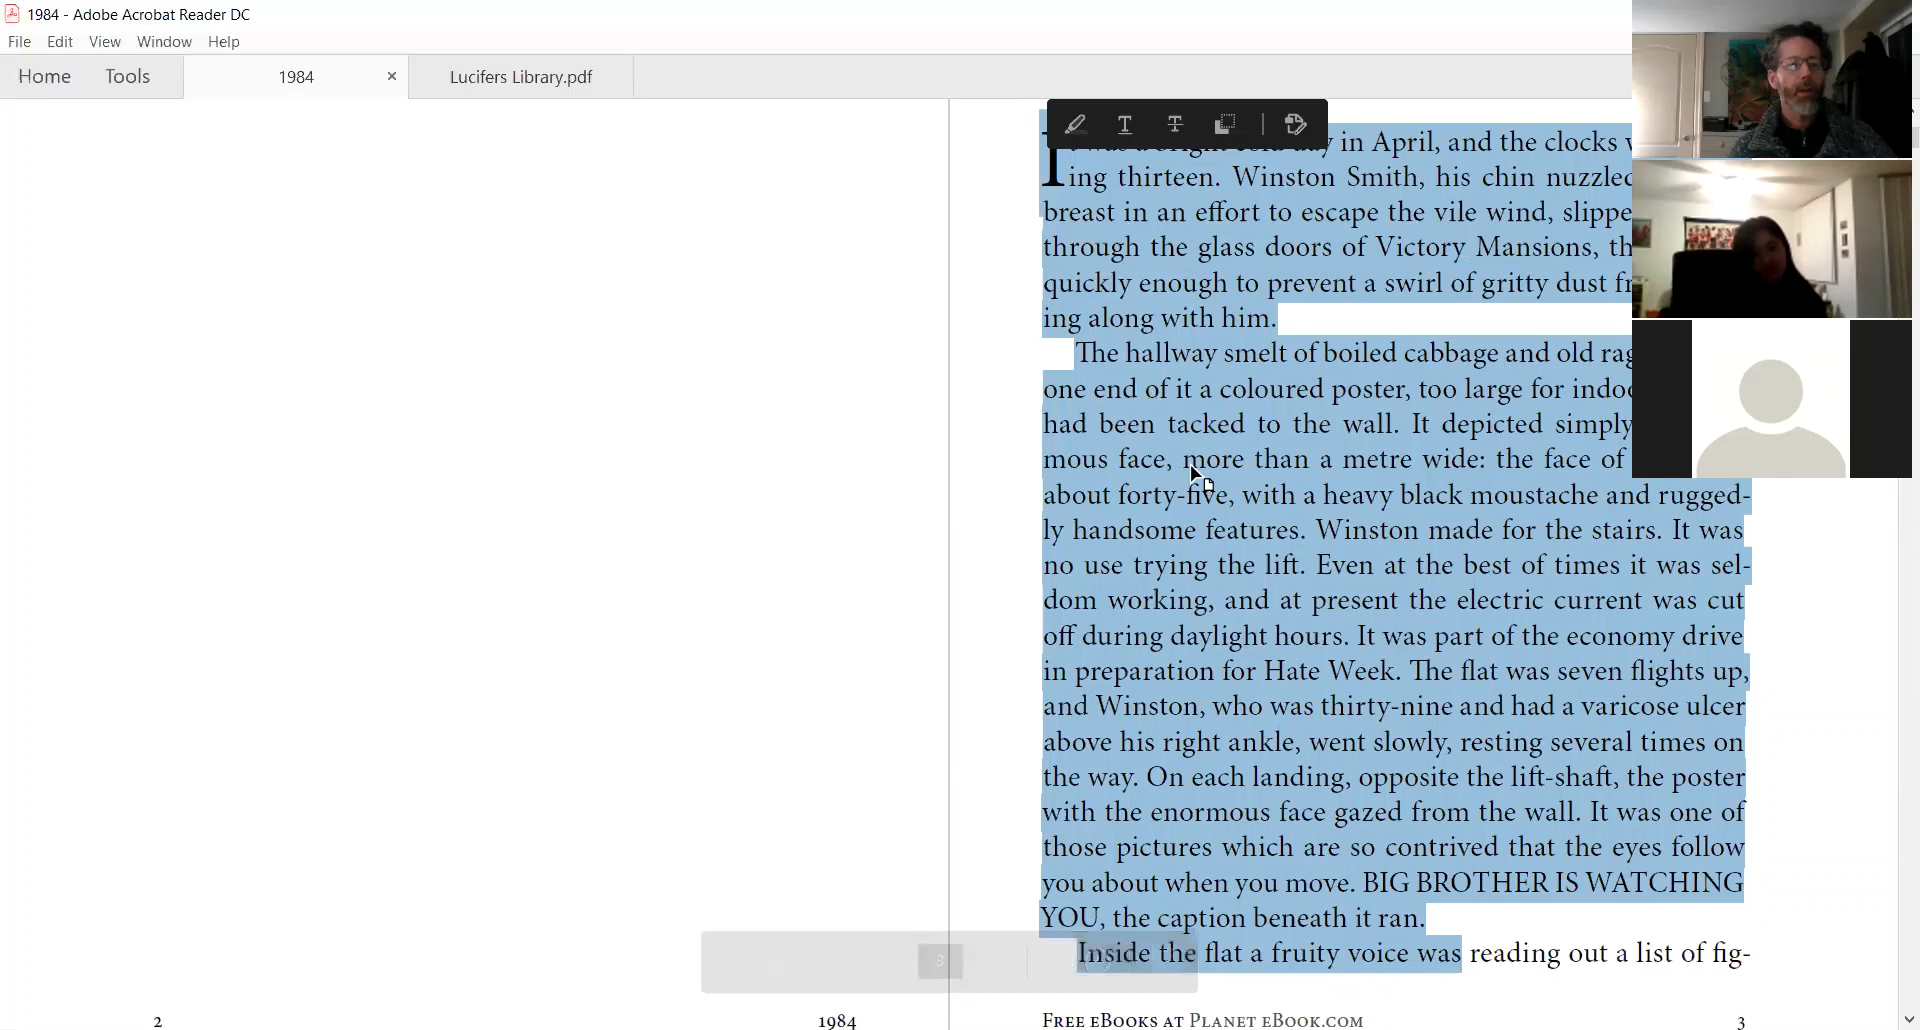 1984 - Adobe Acrobat Reader DC
File Edit View Window Help
Home Tools 1984 × Lucifers Library.pdf
in April, and the clocks
ing thirteen. Winston Smith, his chin nuzzled
breast in an effort to escape the vile wind, slippe
through the glass doors of Victory Mansions, th
quickly enough to prevent a swirl of gritty dust fr
ing along with him.
The hallway smelt of boiled cabbage and old rag
one end of it a coloured poster, too large for indoo
had been tacked to the wall. It depicted simply
mous face, more than a metre wide: the face of
about forty-five, with a heavy black moustache and rugged-
ly handsome features. Winston made for the stairs. It was
no use trying the lift. Even at the best of times it was sel-
dom working, and at present the electric current was cut
off during daylight hours. It was part of the economy drive
in preparation for Hate Week. The flat was seven flights up,
and Winston, who was thirty-nine and had a varicose ulcer
above his right ankle, went slowly, resting several times on
the way. On each landing, opposite the lift-shaft, the poster
with the enormous face gazed from the wall. It was one of
those pictures which are so contrived that the eyes follow
you about when you move. BIG BROTHER IS WATCHING
YOU, the caption beneath it ran.
Inside the flat a fruity voice was reading out a list of fig-
3
2 1984
Free eBooks at Planet eBook.com 3